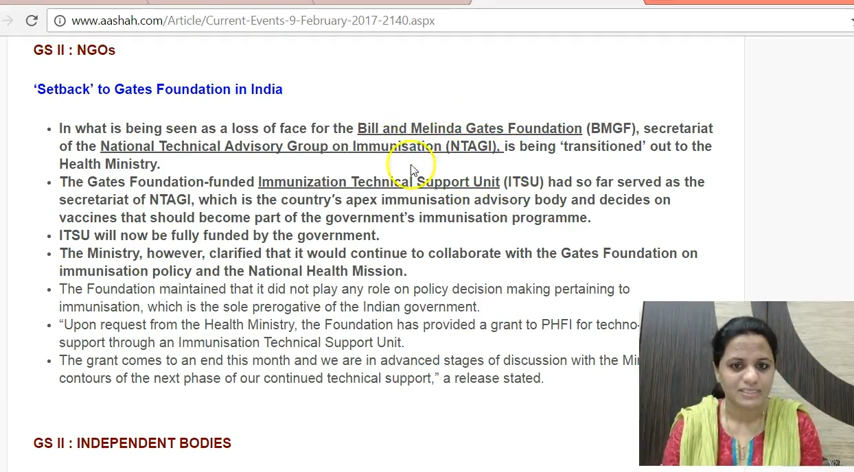 www.aashah.com/Article/Current-Events-9-February-2017-2140.aspx
GS II : NGOs
‘Setback’ to Gates Foundation in India
• In what is being seen as a loss of face for the Bill and Melinda Gates Foundation (BMGF), secretariat
of the National Technical Advisory Group on Immunisation (NTAGI), is being ‘transitioned’ out to the
Health Ministry.
• The Gates Foundation-funded Immunization Technical Support Unit (ITSU) had so far served as the
secretariat of NTAGI, which is the country's apex immunisation advisory body and decides on
vaccines that should become part of the government’s immunisation programme.
• ITSU will now be fully funded by the government.
• The Ministry, however, clarified that it would continue to collaborate with the Gates Foundation on
immunisation policy and the National Health Mission.
• The Foundation maintained that it did not play any role on policy decision making pertaining to
immunisation, which is the sole prerogative of the Indian government.
• “Upon request from the Health Ministry, the Foundation has provided a grant to PHFI for techno-
support through an Immunisation Technical Support Unit.
• The grant comes to an end this month and we are in advanced stages of discussion with the
contours of the next phase of our continued technical support,” a release stated.
GS II : INDEPENDENT BODIES